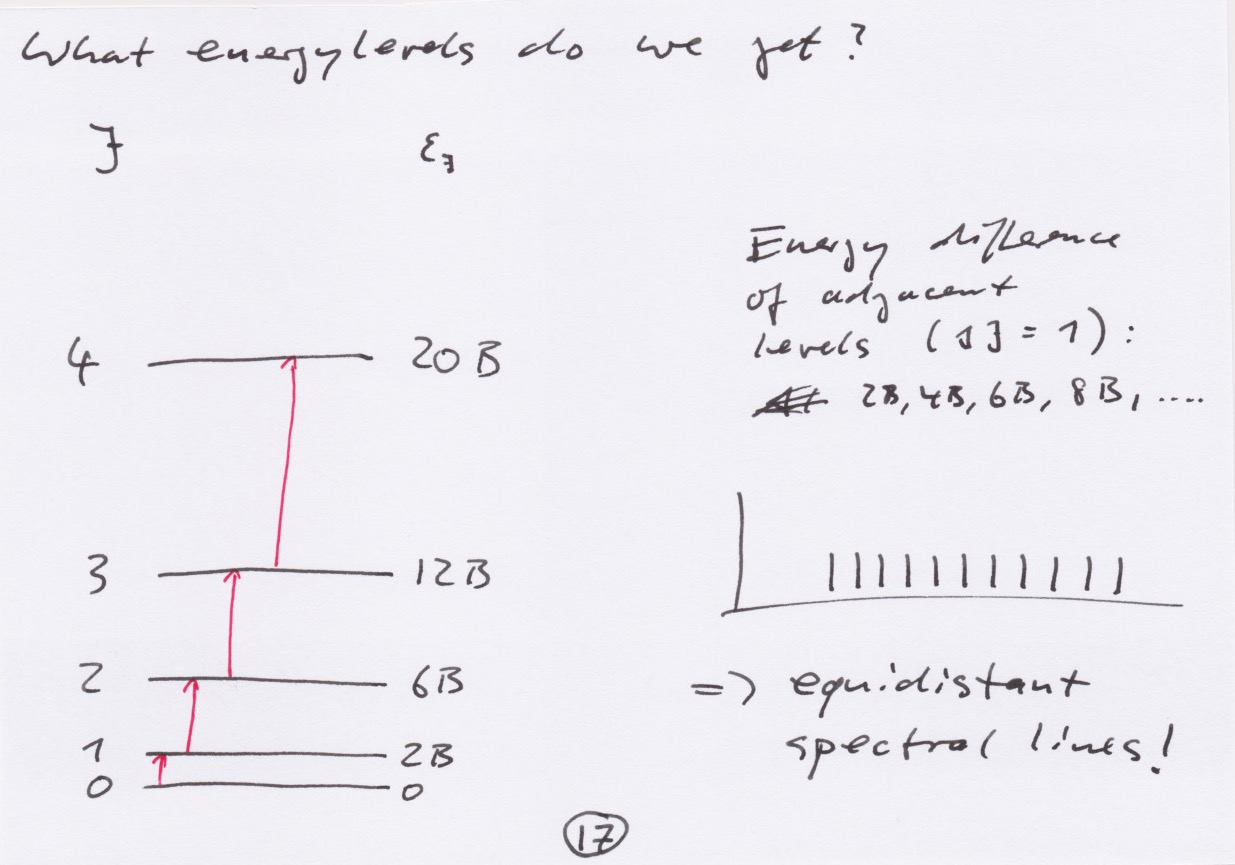 What energylevels do we get?
J ε_J
4 20B
3 12B
2 6B
1 2B
0 0
Energy difference
of adjacent
levels (ΔJ = 1):
2B, 4B, 6B, 8B, ....
=> equidistant
spectral lines!
17